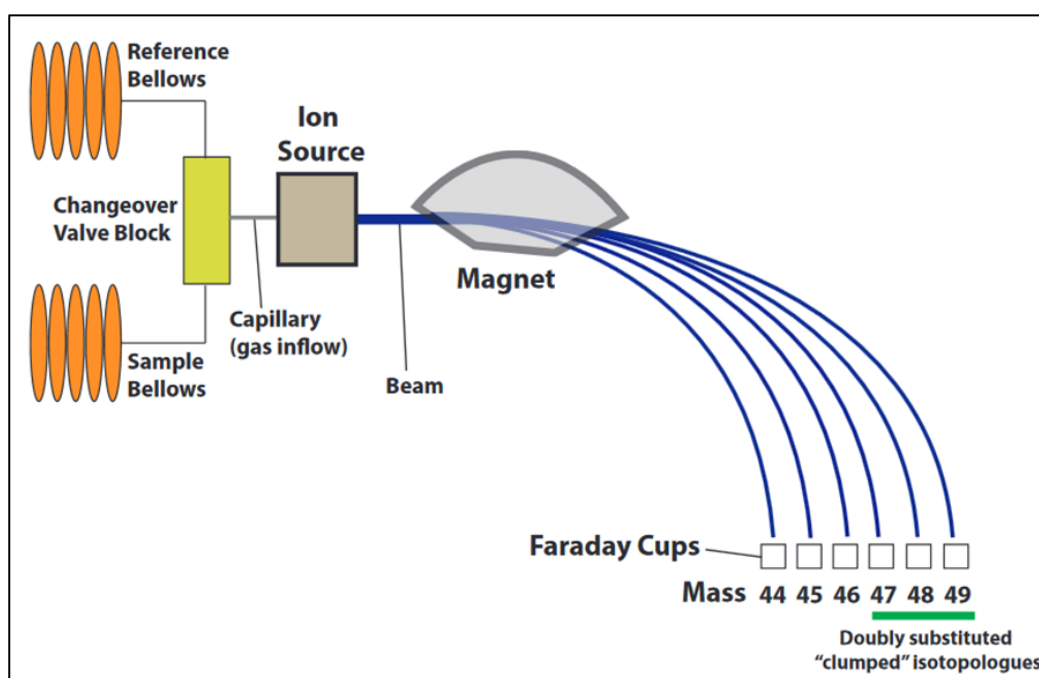 Reference
Bellows
Ion
Source
Changeover
Valve Block
Magnet
Capillary
(gas inflow)
Sample
Bellows
Beam
Faraday Cups
Mass 44 45 46 47 48 49
Doubly substituted
“clumped” isotopologues